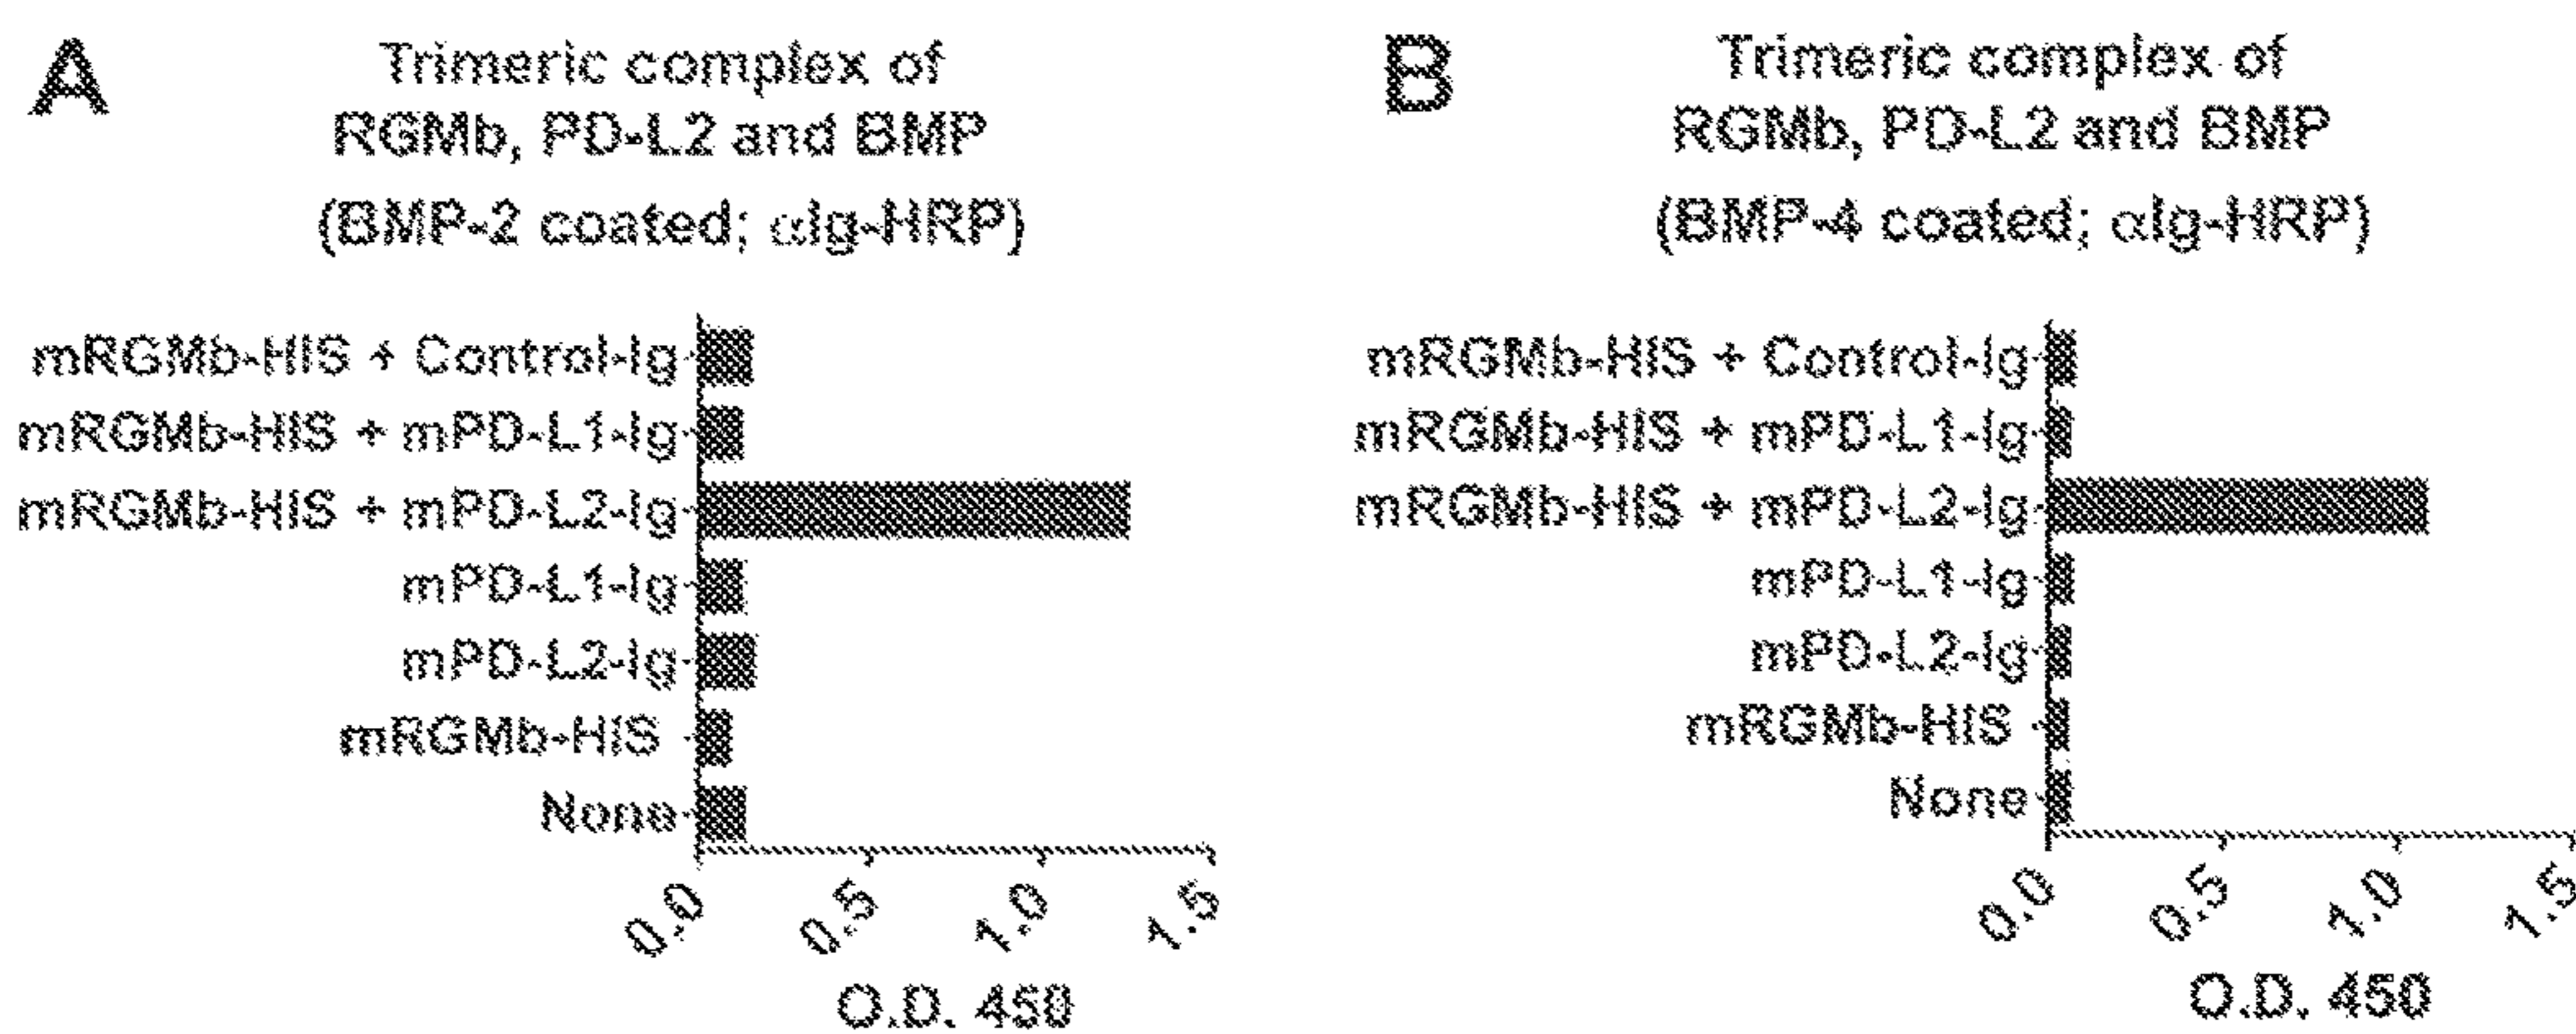 A
Trimeric complex of
RGMb, PD-L2 and BMP
(BMP-2 coated; αIg-HRP)
mRGMb-HIS + Control-Ig
mRGMb-HIS + mPD-L1-Ig
mRGMb-HIS + mPD-L2-Ig
mPD-L1-Ig
mPD-L2-Ig
mRGMb-HIS
None
0.0 0.5 1.0 1.5
O.D. 450
B
Trimeric complex of
RGMb, PD-L2 and BMP
(BMP-4 coated; αIg-HRP)
mRGMb-HIS + Control-Ig
mRGMb-HIS + mPD-L1-Ig
mRGMb-HIS + mPD-L2-Ig
mPD-L1-Ig
mPD-L2-Ig
mRGMb-HIS
None
0.0 0.5 1.0 1.5
O.D. 450